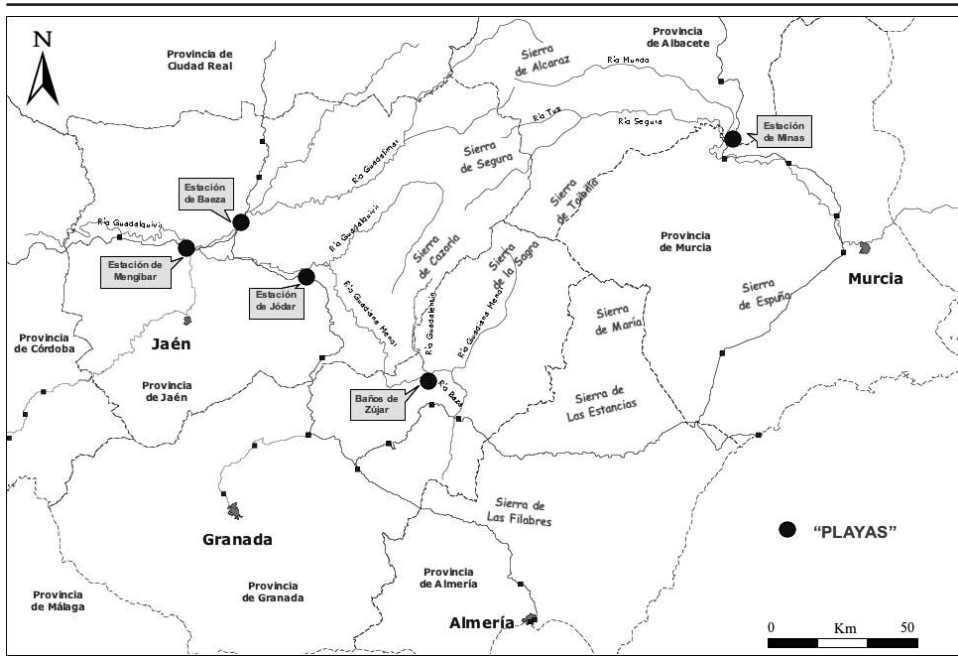 N
Provincia de
Ciudad Real
Sierra
de Alcaraz
Provincia
de Albacete
Río Mundo
Río Tus
Río Segura
Estación
de Minas
Río Guadalimar
Sierra
de Segura
Estación
de Baeza
Río Guadalquivir
Río Guadalquivir
Sierra
de Taibilla
Sierra
de Cazorla
Sierra
de la Sagra
Provincia
de Murcia
Estación de
Mengibar
Estación
de Jódar
Murcia
Río Guadiana Menor
Río Guadiana Menor
Sierra
de Espuña
Sierra
de María
Provincia
de Córdoba
Jaén
Provincia
de Jaén
Baños de
Zújar
Río Baza
Sierra de
Las Estancias
Sierra de
Las Filabres
Granada
"PLAYAS"
Provincia
de Málaga
Provincia
de Granada
Provincia
de Almería
Almería
0 Km 50